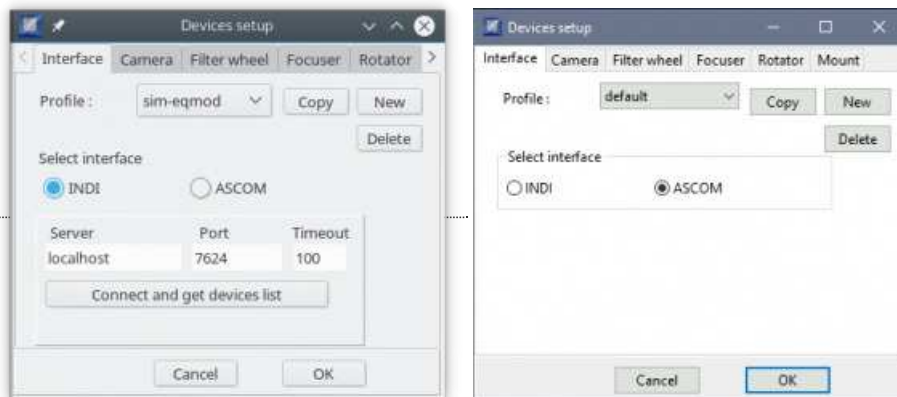 Devices setup
Interface Camera Filter wheel Focuser Rotator
Profile : sim-eqmod Copy New
Delete
Select interface
INDI ASCOM
Server Port Timeout
localhost 7624 100
Connect and get devices list
Cancel OK
Devices setup
Interface Camera Filter wheel Focuser Rotator Mount
Profile : default Copy New
Delete
Select interface
INDI ASCOM
Cancel OK